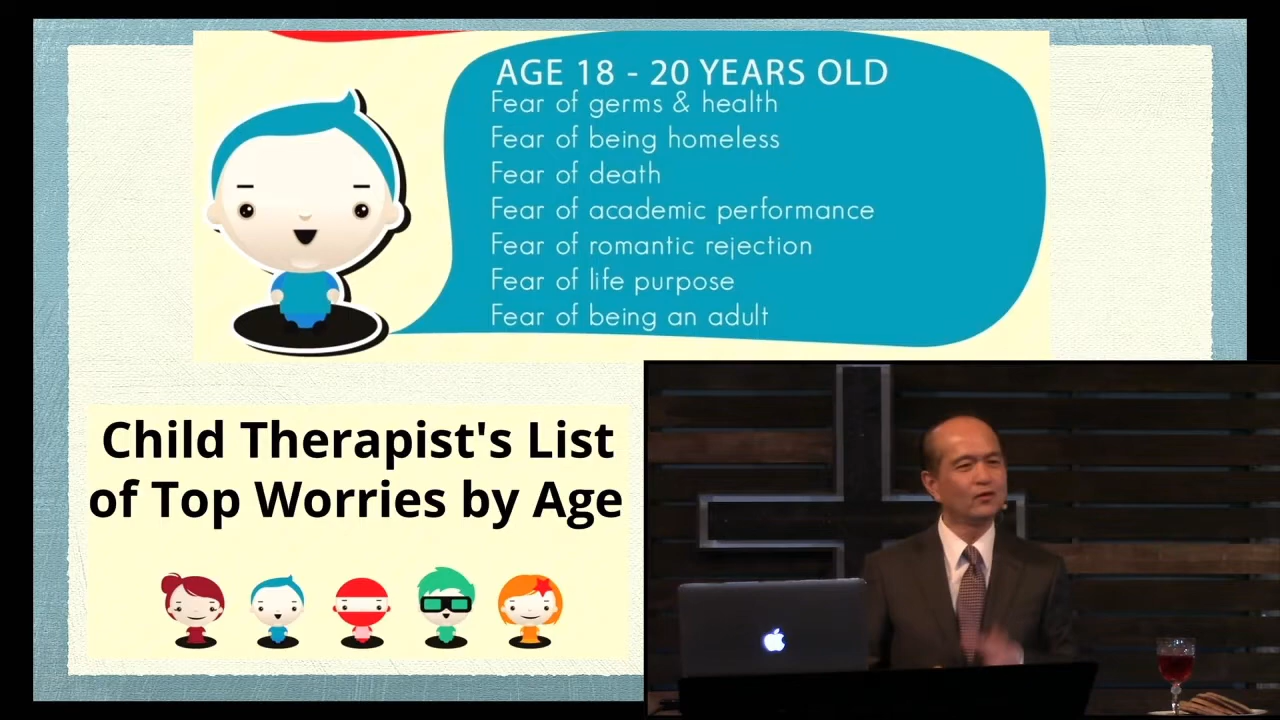 AGE 18 - 20 YEARS OLD
Fear of germs & health
Fear of being homeless
Fear of death
Fear of academic performance
Fear of romantic rejection
Fear of life purpose
Fear of being an adult
Child Therapist's List
of Top Worries by Age